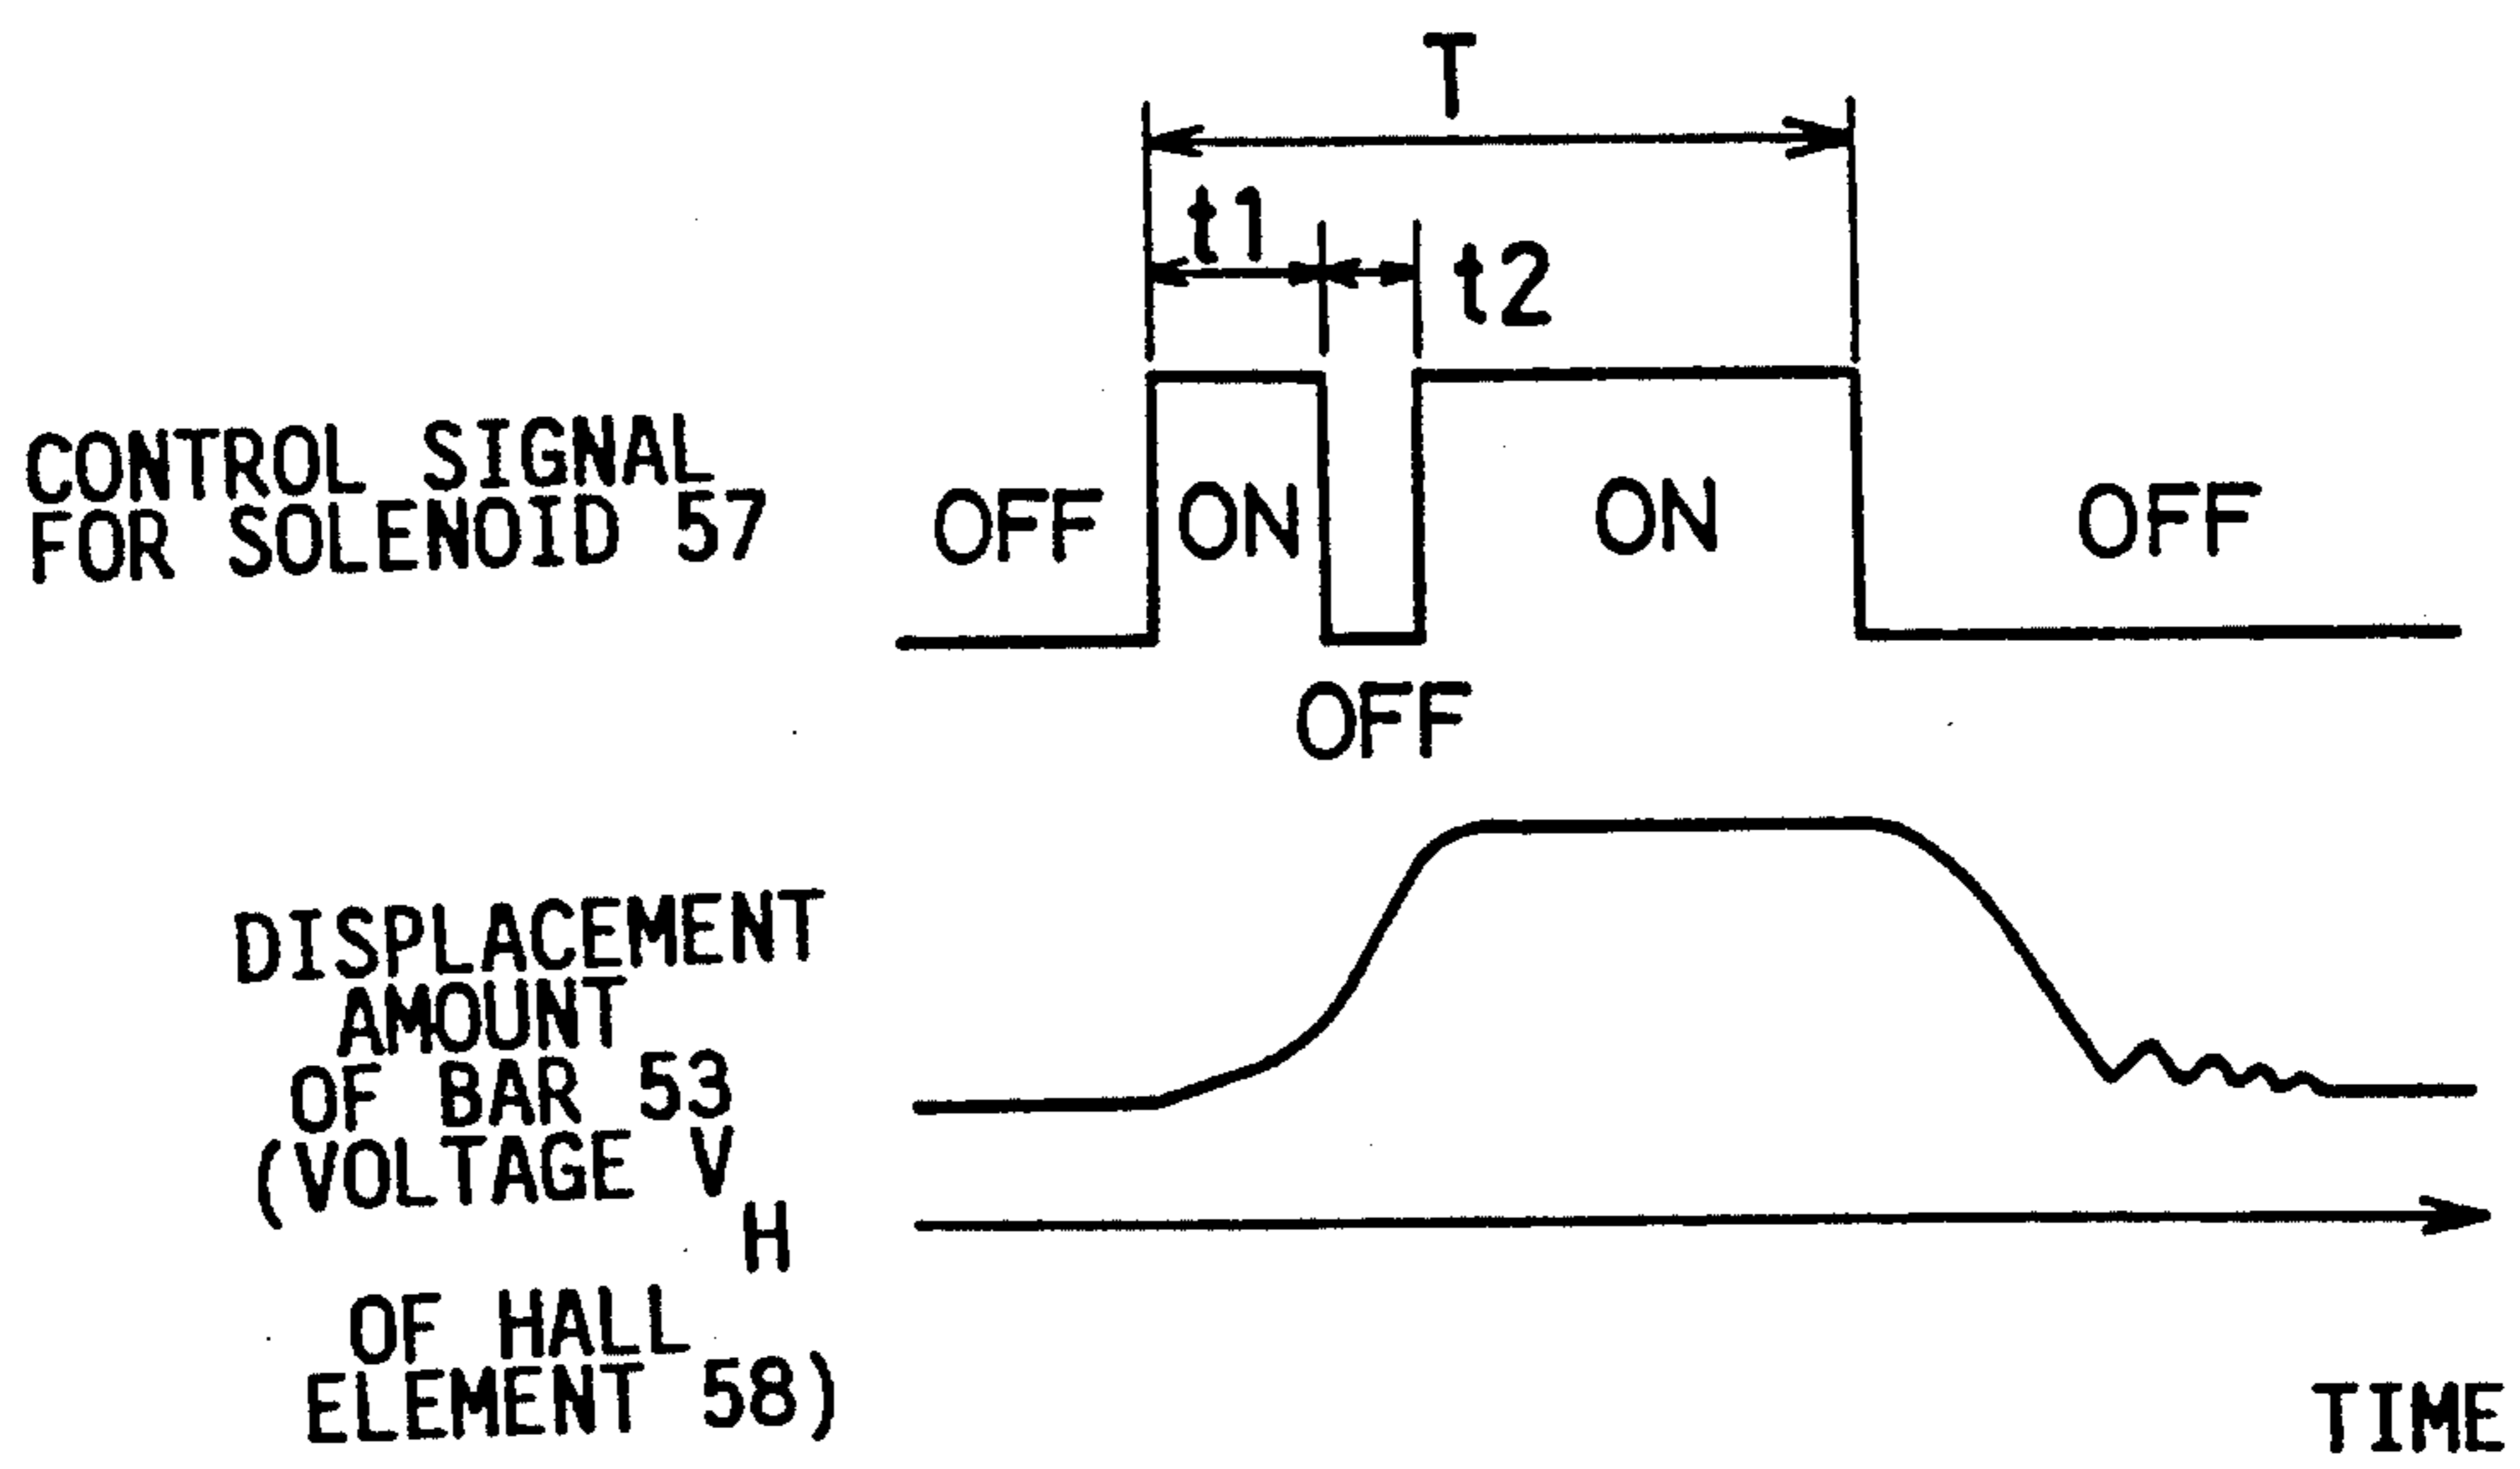 T
t1
t2
CONTROL SIGNAL
FOR SOLENOID 57
OFF
ON
ON
OFF
OFF
DISPLACEMENT
AMOUNT
OF BAR 53
(VOLTAGE V
H
OF HALL
ELEMENT 58)
TIME